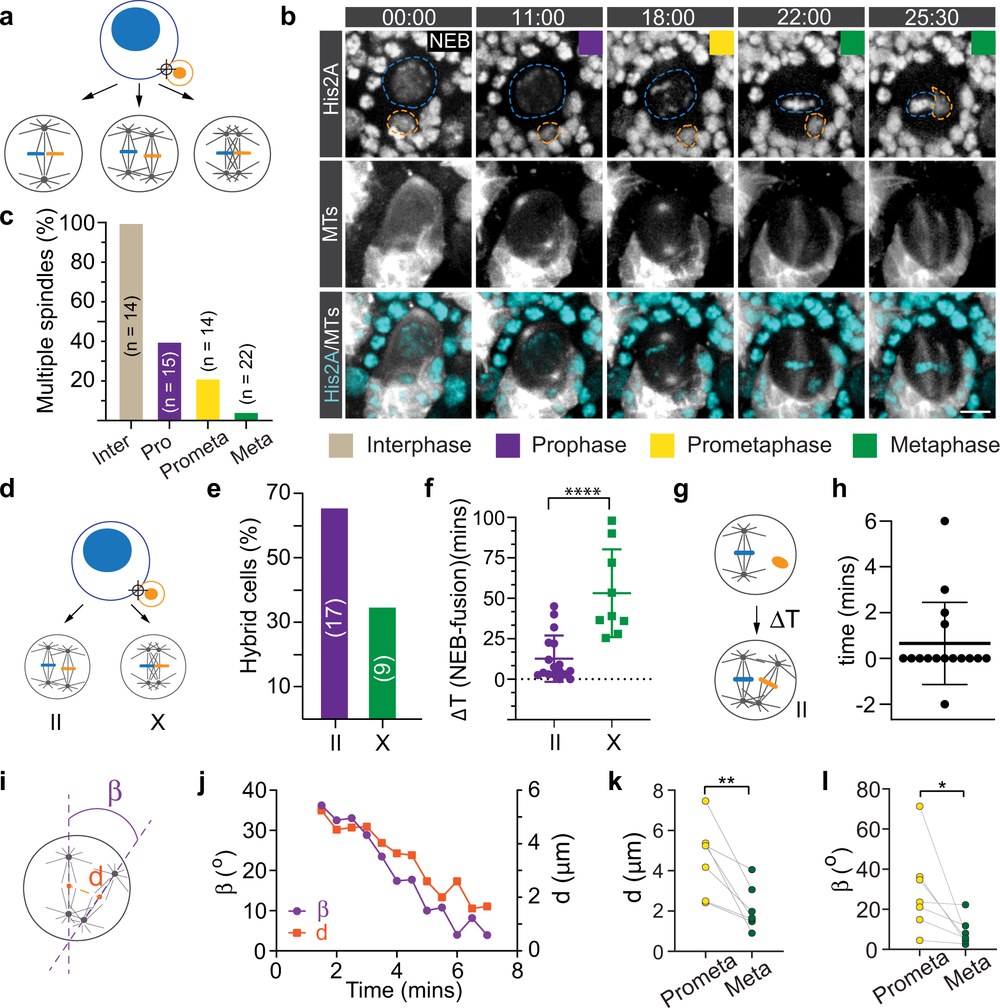 a
b
00:00 11:00 18:00 22:00 25:30
His2A
NEB
MTs
His2A/MTs
c
Multiple spindles (%)
100
80
60
40
20
(n = 14)
(n = 15)
(n = 14)
(n = 22)
Inter Pro Prometa Meta
Interphase Prophase Prometaphase Metaphase
d
II X
e
Hybrid cells (%)
70
50
30
10
(17)
(9)
II X
f
****
ΔT (NEB-fusion)(mins)
100
75
50
25
0
II X
g
ΔT
II
h
time (mins)
6
4
2
0
-2
i
β
d
j
β (°)
40
30
20
10
0
β
d
0 2 4 6 8
Time (mins)
6
4
2
0
d (μm)
k
**
d (μm)
8
6
4
2
0
Prometa Meta
l
*
β (°)
80
60
40
20
0
Prometa Meta